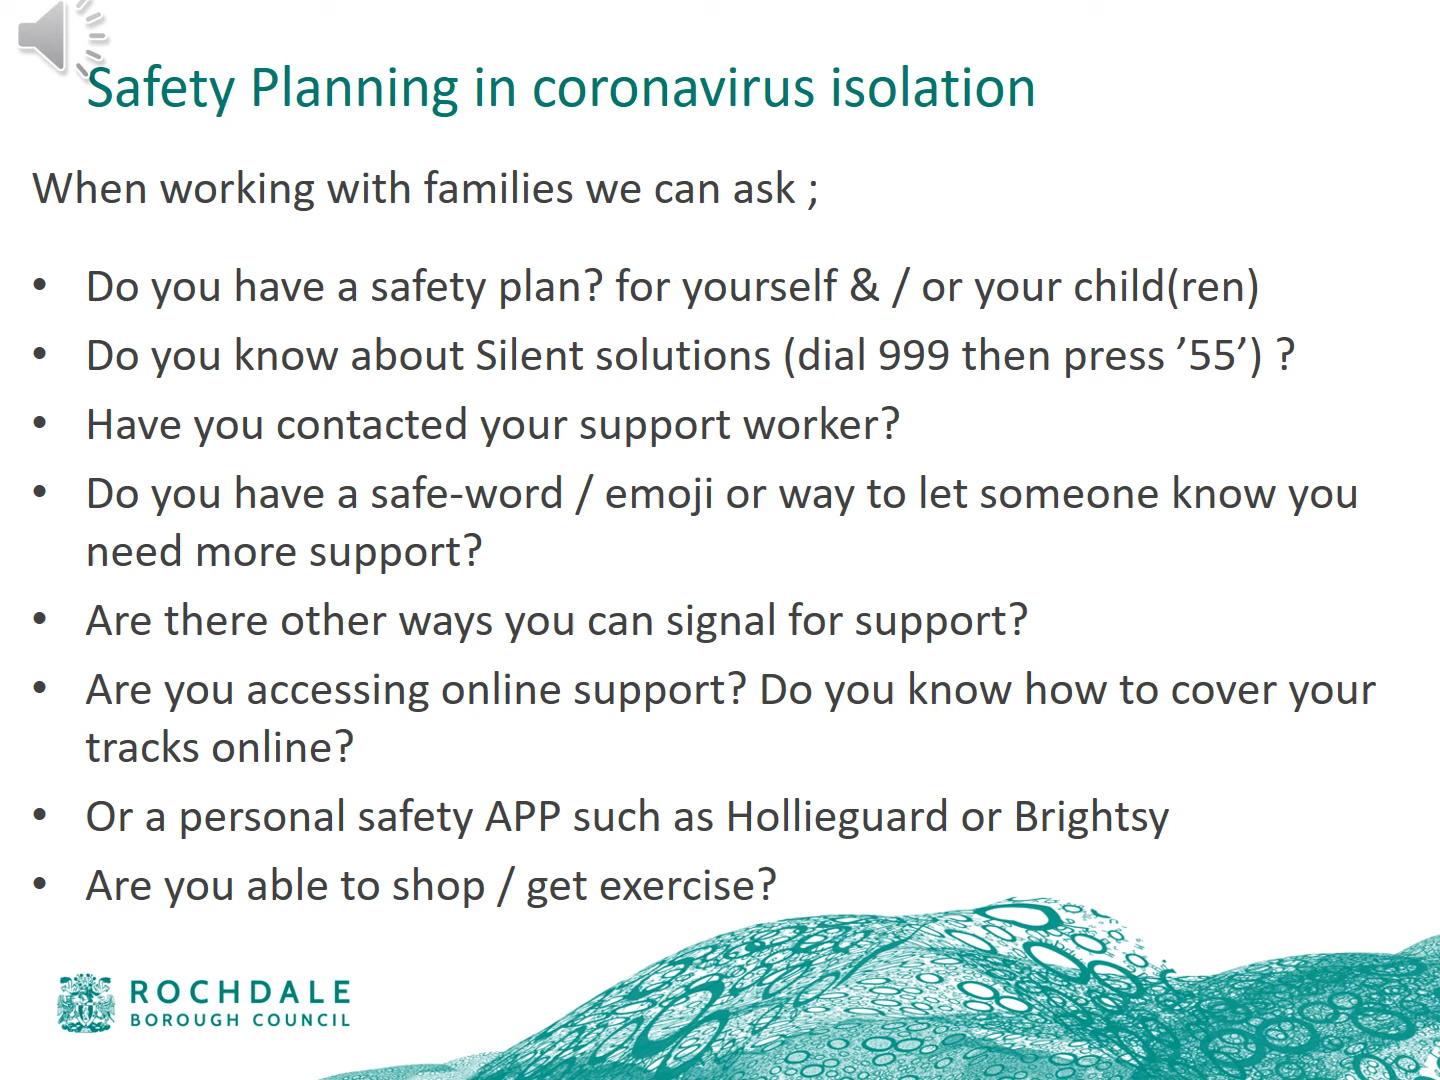 Safety Planning in coronavirus isolation
When working with families we can ask ;
• Do you have a safety plan? for yourself & / or your child(ren)
• Do you know about Silent solutions (dial 999 then press ’55’) ?
• Have you contacted your support worker?
• Do you have a safe-word / emoji or way to let someone know you
need more support?
• Are there other ways you can signal for support?
• Are you accessing online support? Do you know how to cover your
tracks online?
• Or a personal safety APP such as Hollieguard or Brightsy
• Are you able to shop / get exercise?
ROCHDALE
BOROUGH COUNCIL